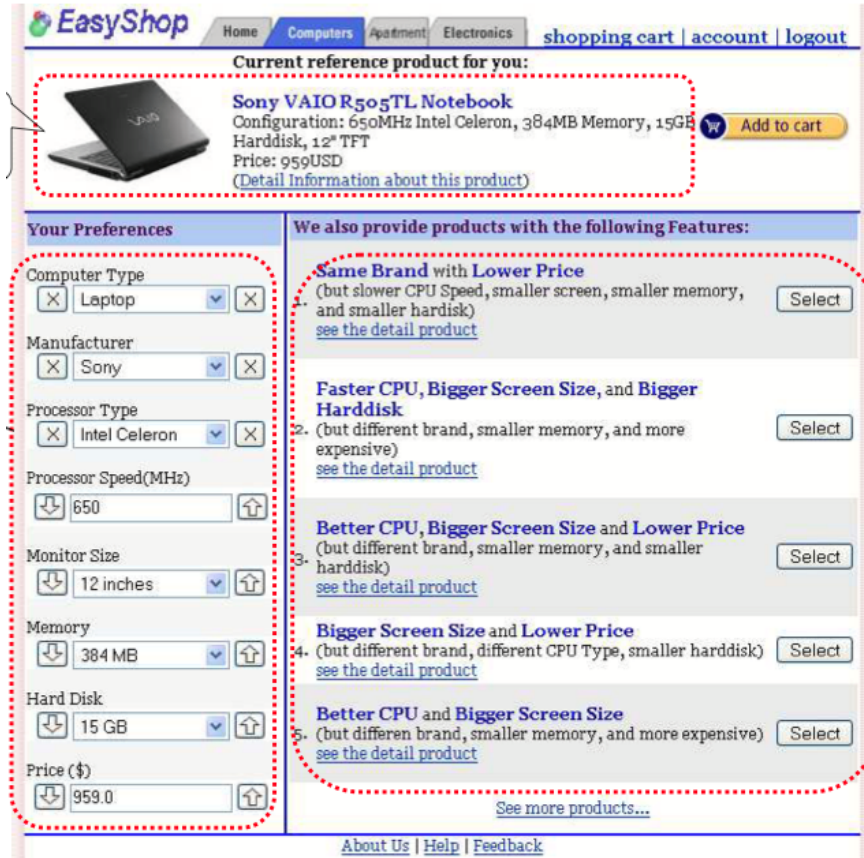 EasyShop
Home Computers Apartment Electronics shopping cart | account | logout
Current reference product for you:
VAIO
Sony VAIO R505TL Notebook
Configuration: 650MHz Intel Celeron, 384MB Memory, 15GB
Harddisk, 12" TFT
Price: 959USD
(Detail Information about this product)
Add to cart
Your Preferences
Computer Type
X Laptop X
Manufacturer
X Sony X
Processor Type
X Intel Celeron X
Processor Speed(MHz)
650
Monitor Size
12 inches
Memory
384 MB
Hard Disk
15 GB
Price ($)
959.0
We also provide products with the following Features:
1. Same Brand with Lower Price
(but slower CPU Speed, smaller screen, smaller memory,
and smaller hardisk)
see the detail product
Select
2. Faster CPU, Bigger Screen Size, and Bigger
Harddisk
(but different brand, smaller memory, and more
expensive)
see the detail product
Select
3. Better CPU, Bigger Screen Size and Lower Price
(but different brand, smaller memory, and smaller
harddisk)
see the detail product
Select
4. Bigger Screen Size and Lower Price
(but different brand, different CPU Type, smaller harddisk)
see the detail product
Select
5. Better CPU and Bigger Screen Size
(but differen brand, smaller memory, and more expensive)
see the detail product
Select
See more products...
About Us | Help | Feedback